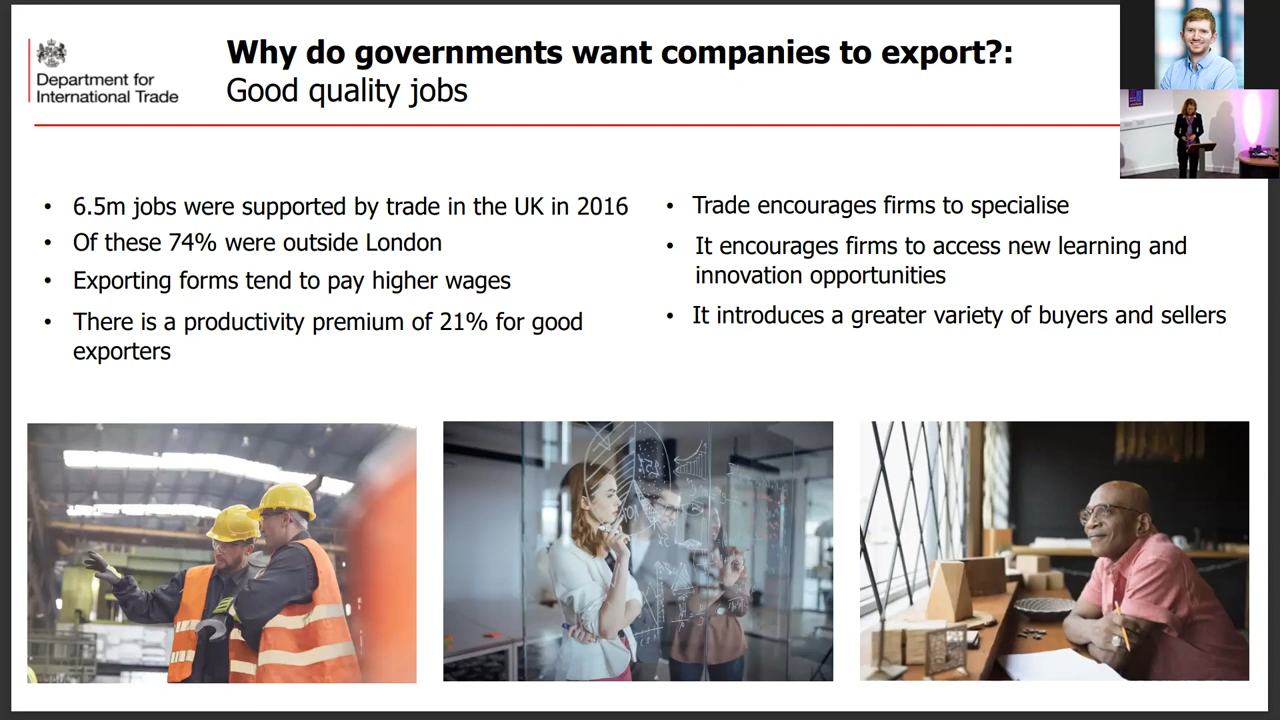 Department for
International Trade
Why do governments want companies to export?:
Good quality jobs
• 6.5m jobs were supported by trade in the UK in 2016
• Of these 74% were outside London
• Exporting forms tend to pay higher wages
• There is a productivity premium of 21% for good
exporters
• Trade encourages firms to specialise
• It encourages firms to access new learning and
innovation opportunities
• It introduces a greater variety of buyers and sellers